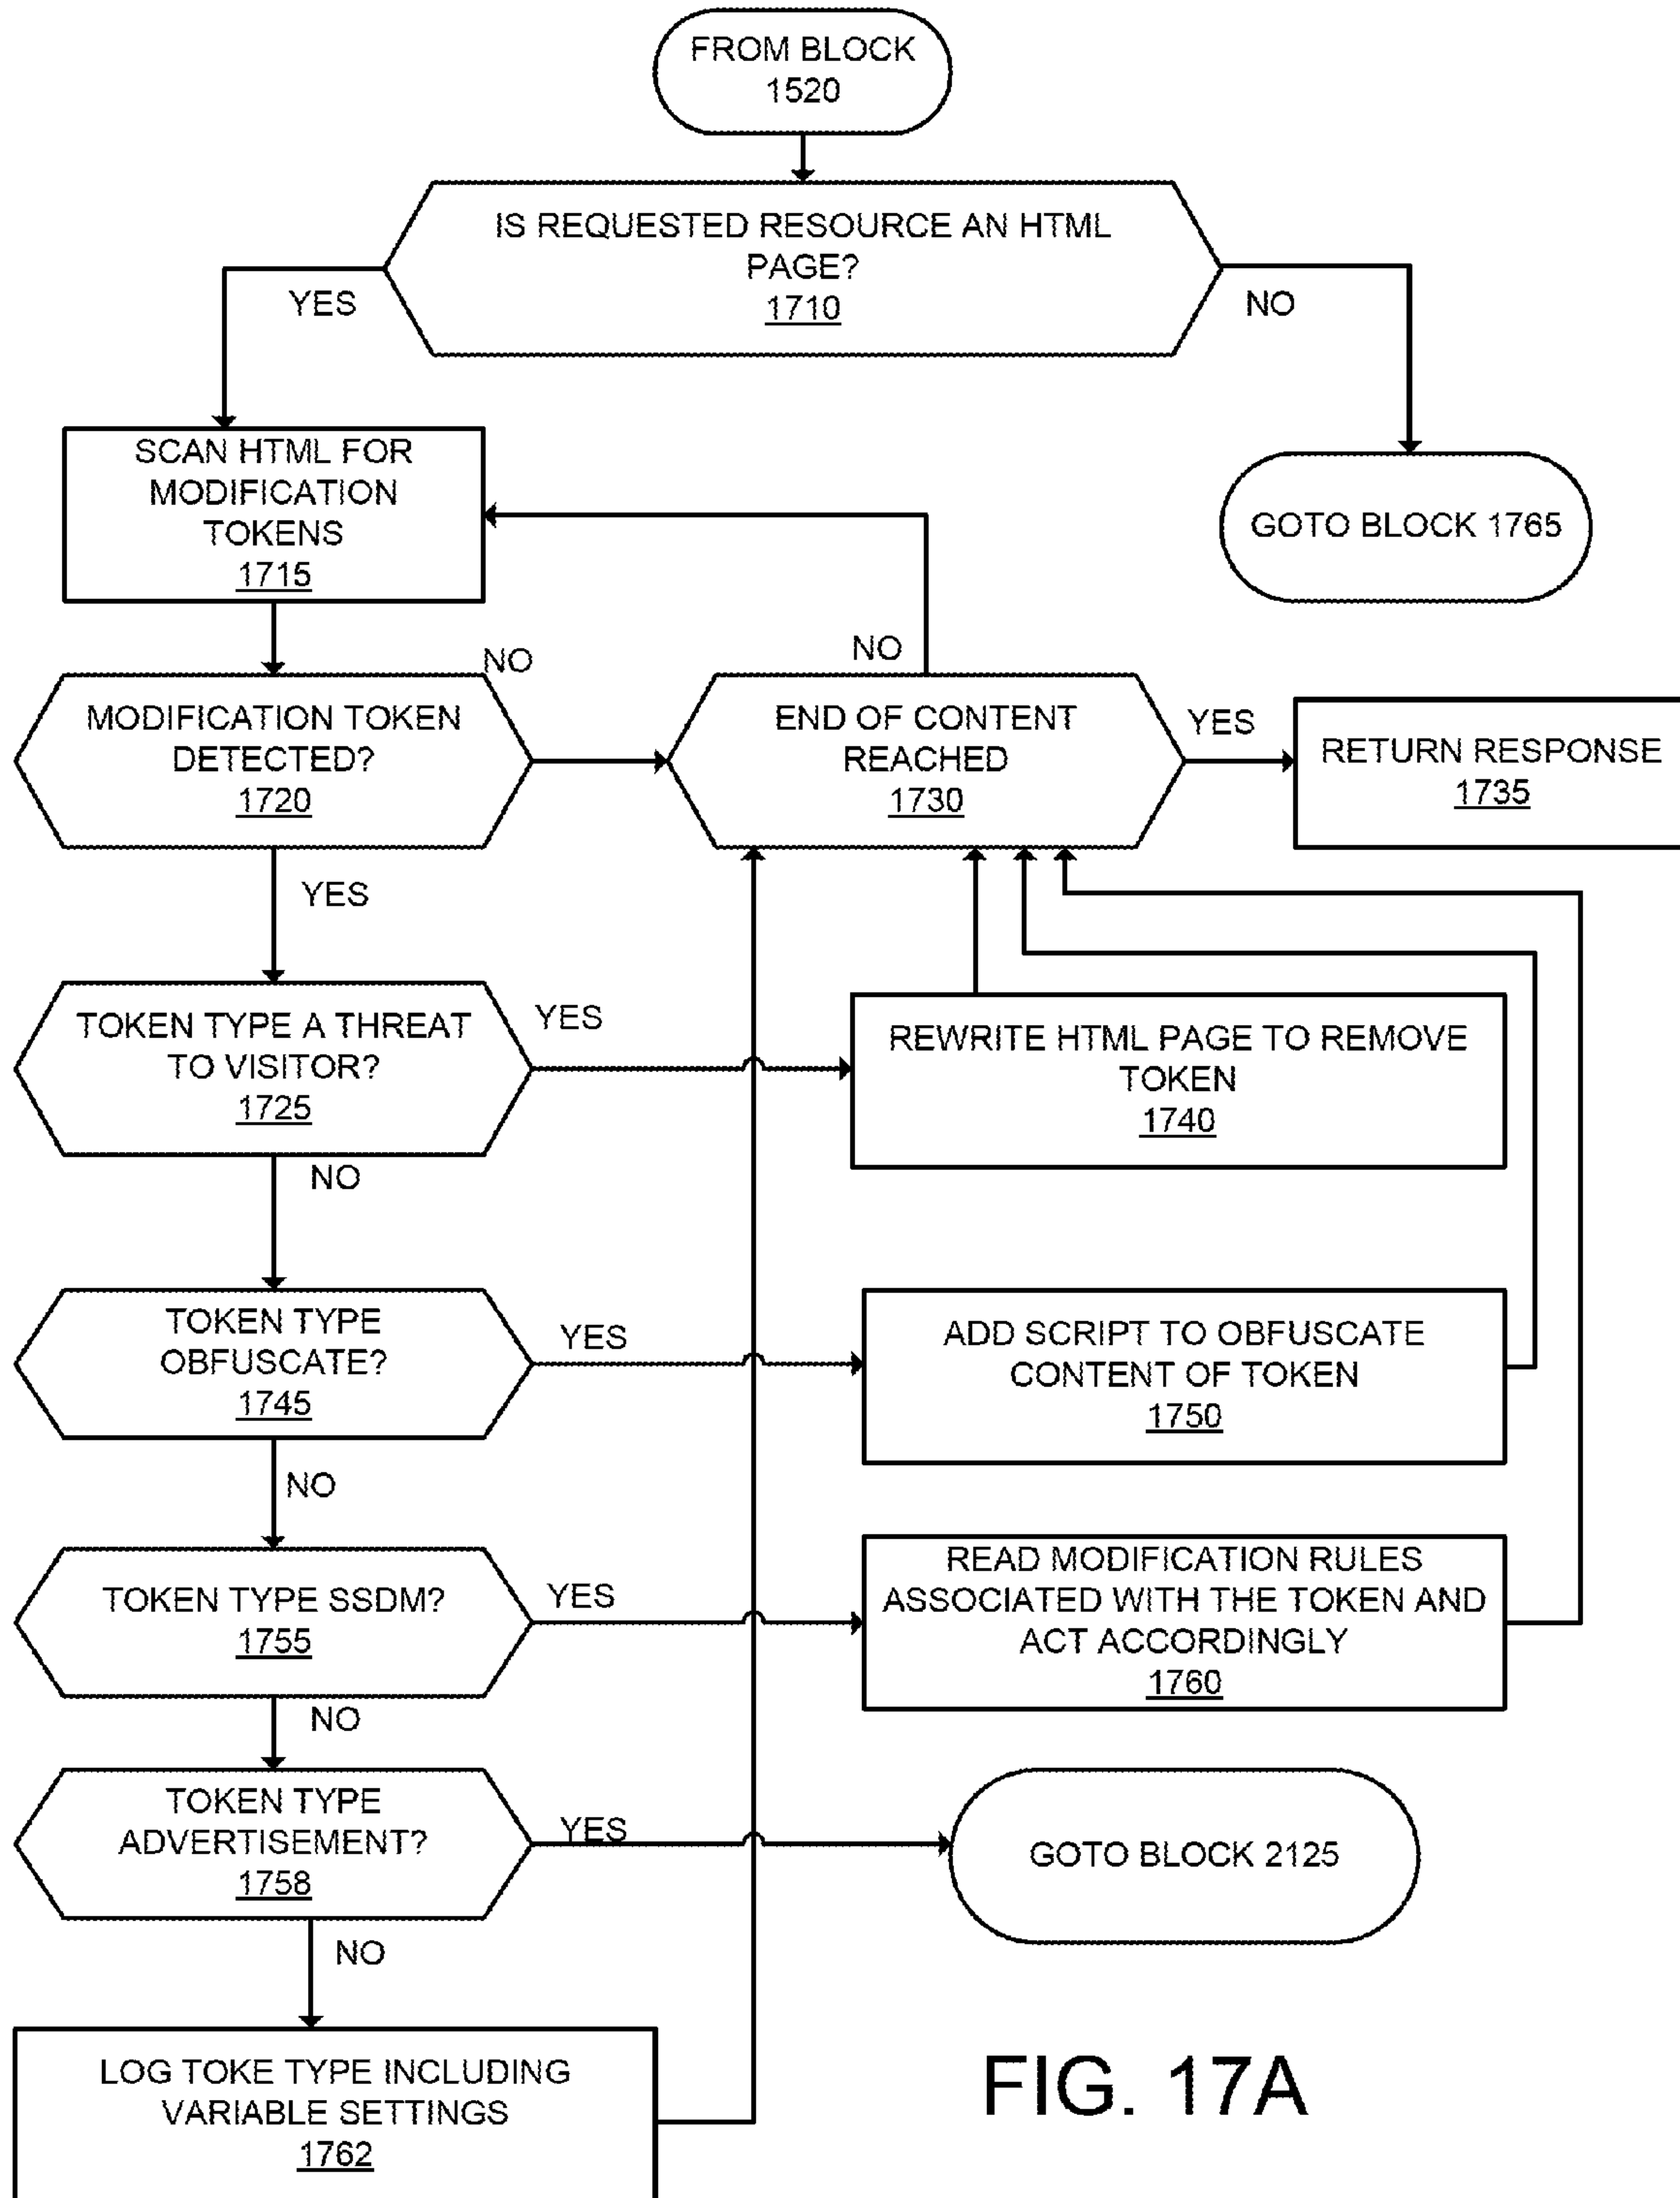 FROM BLOCK
1520
IS REQUESTED RESOURCE AN HTML
PAGE?
1710
YES
NO
SCAN HTML FOR
MODIFICATION
TOKENS
1715
GOTO BLOCK 1765
NO
NO
MODIFICATION TOKEN
DETECTED?
1720
END OF CONTENT
REACHED
1730
YES
RETURN RESPONSE
1735
YES
TOKEN TYPE A THREAT
TO VISITOR?
1725
YES
REWRITE HTML PAGE TO REMOVE
TOKEN
1740
NO
TOKEN TYPE
OBFUSCATE?
1745
YES
ADD SCRIPT TO OBFUSCATE
CONTENT OF TOKEN
1750
NO
TOKEN TYPE SSDM?
1755
YES
READ MODIFICATION RULES
ASSOCIATED WITH THE TOKEN AND
ACT ACCORDINGLY
1760
NO
TOKEN TYPE
ADVERTISEMENT?
1758
YES
GOTO BLOCK 2125
NO
LOG TOKE TYPE INCLUDING
VARIABLE SETTINGS
1762
FIG. 17A